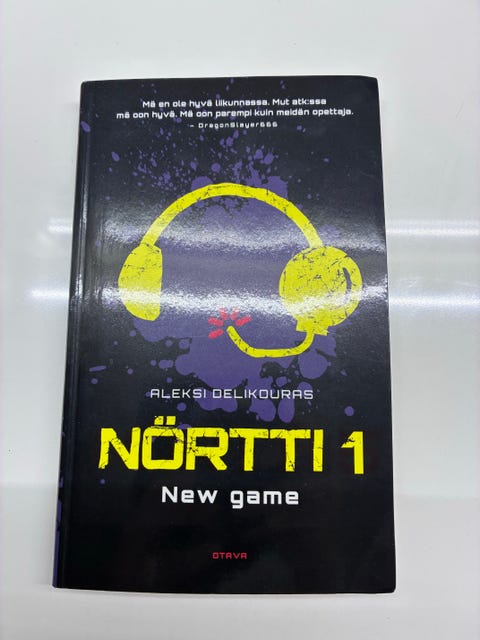 Mä en ole hyvä liikunnassa. Mut atk:ssa
mä oon hyvä. Mä oon parempi kuin meidän opettaja.
- DragonSlayer666
ALEKSI DELIKOURAS
NÖRTTI 1
New game
OTAVA